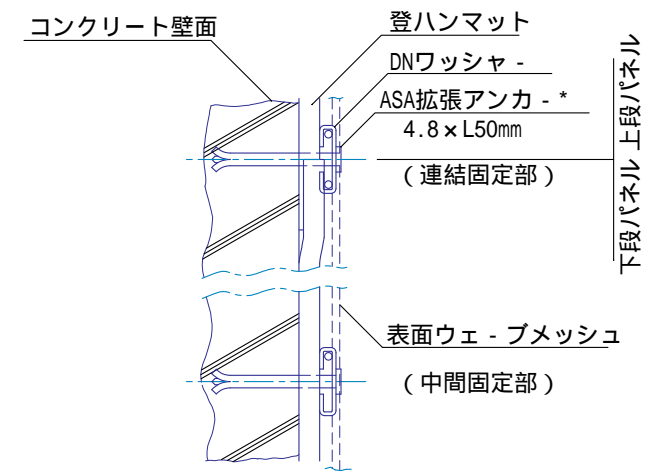 コンクリート壁面
登ハンマット
DNワッシャ -
ASA拡張アンカ - *
4.8×L50mm
(連結固定部)
上段パネル
下段パネル
表面ウェ - ブメッシュ
(中間固定部)